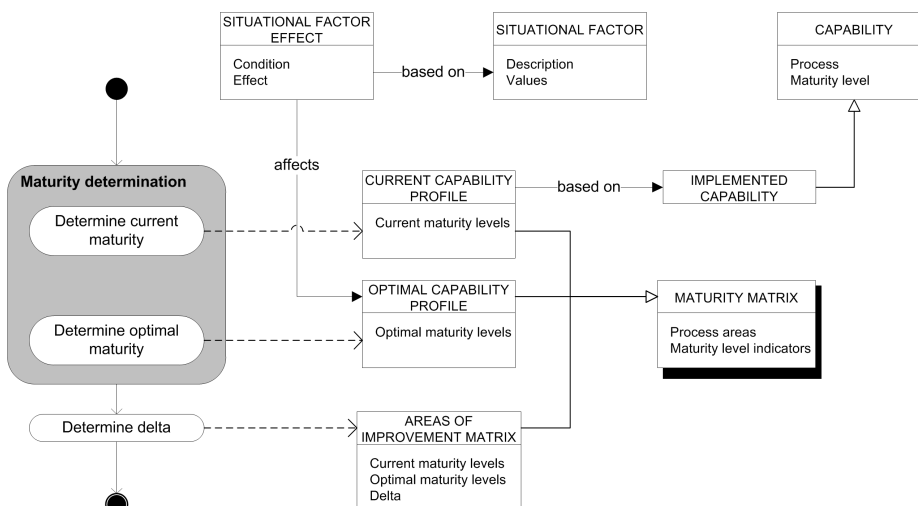 SITUATIONAL FACTOR
EFFECT
Condition
Effect
based on
SITUATIONAL FACTOR
Description
Values
CAPABILITY
Process
Maturity level
affects
Maturity determination
Determine current
maturity
CURRENT CAPABILITY
PROFILE
Current maturity levels
based on
IMPLEMENTED
CAPABILITY
Determine optimal
maturity
OPTIMAL CAPABILITY
PROFILE
Optimal maturity levels
MATURITY MATRIX
Process areas
Maturity level indicators
Determine delta
AREAS OF
IMPROVEMENT MATRIX
Current maturity levels
Optimal maturity levels
Delta